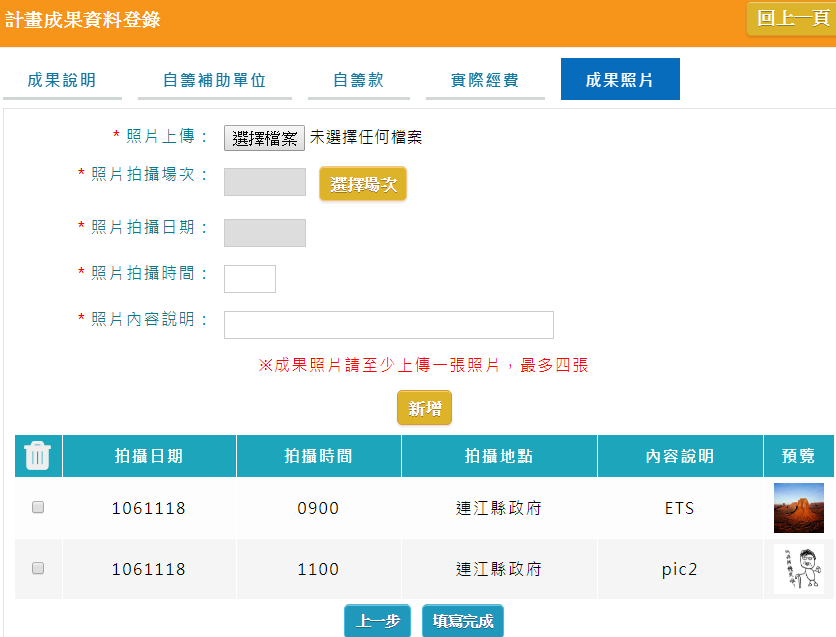 計畫成果資料登錄
回上一頁
成果說明 自籌補助單位 自籌款 實際經費 成果照片
* 照片上傳： 選擇檔案 未選擇任何檔案
* 照片拍攝場次： 選擇場次
* 照片拍攝日期：
* 照片拍攝時間：
* 照片內容說明：
※成果照片請至少上傳一張照片，最多四張
新增
拍攝日期 拍攝時間 拍攝地點 內容說明 預覽
1061118 0900 連江縣政府 ETS
1061118 1100 連江縣政府 pic2
上一步 填寫完成